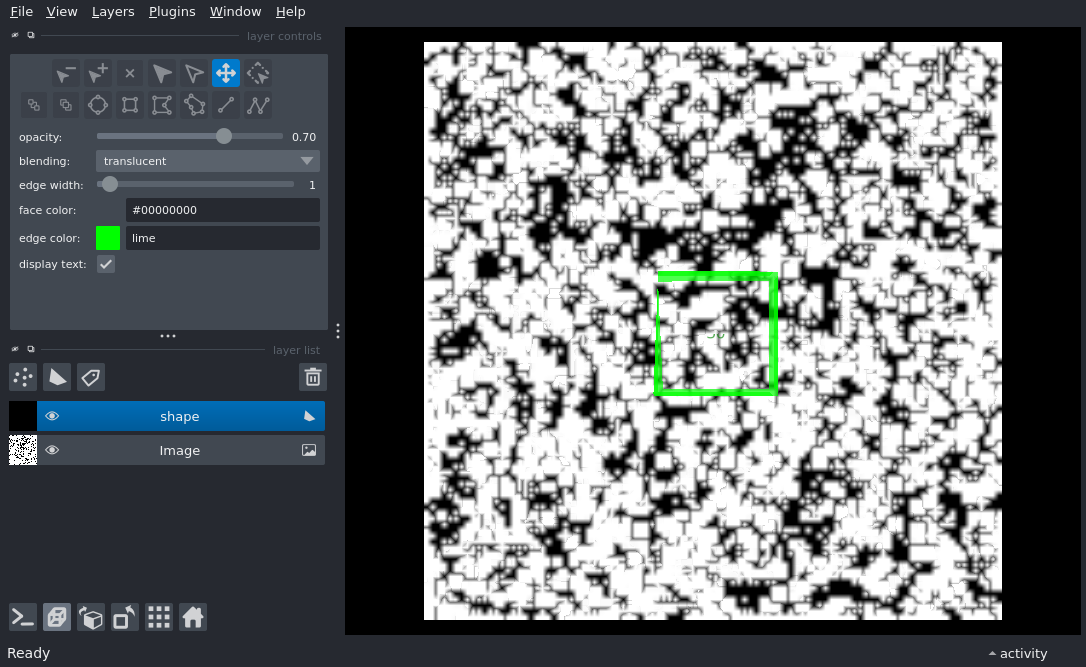 File View Layers Plugins Window Help
layer controls
opacity: 0.70
blending: translucent
edge width: 1
face color: #00000000
edge color: lime
display text:
layer list
shape
Image
Ready
activity